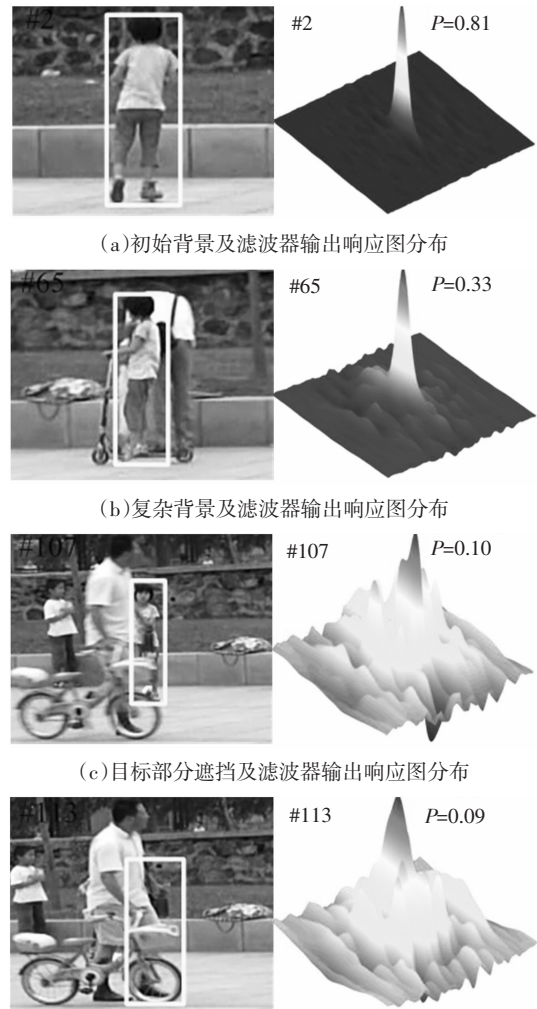 #2
#2 P=0.81
(a)初始背景及滤波器输出响应图分布
#65
#65 P=0.33
(b)复杂背景及滤波器输出响应图分布
#107
#107 P=0.10
(c)目标部分遮挡及滤波器输出响应图分布
#113
#113 P=0.09